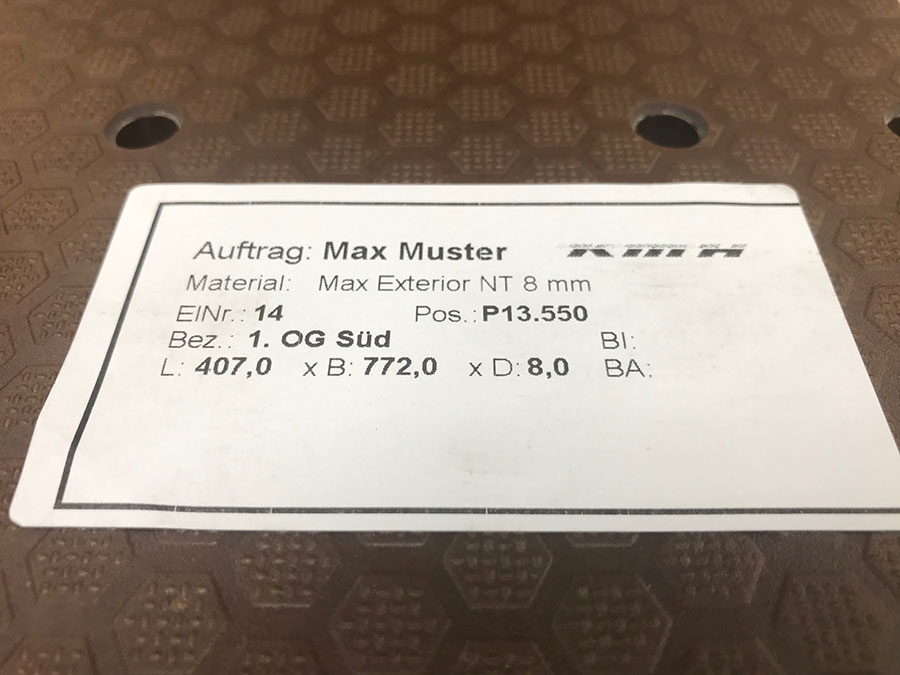 Auftrag: Max Muster
Material: Max Exterior NT 8 mm
ElNr.: 14 Pos.: P13.550
Bez.: 1. OG Süd BI:
L: 407,0 x B: 772,0 x D: 8,0 BA: